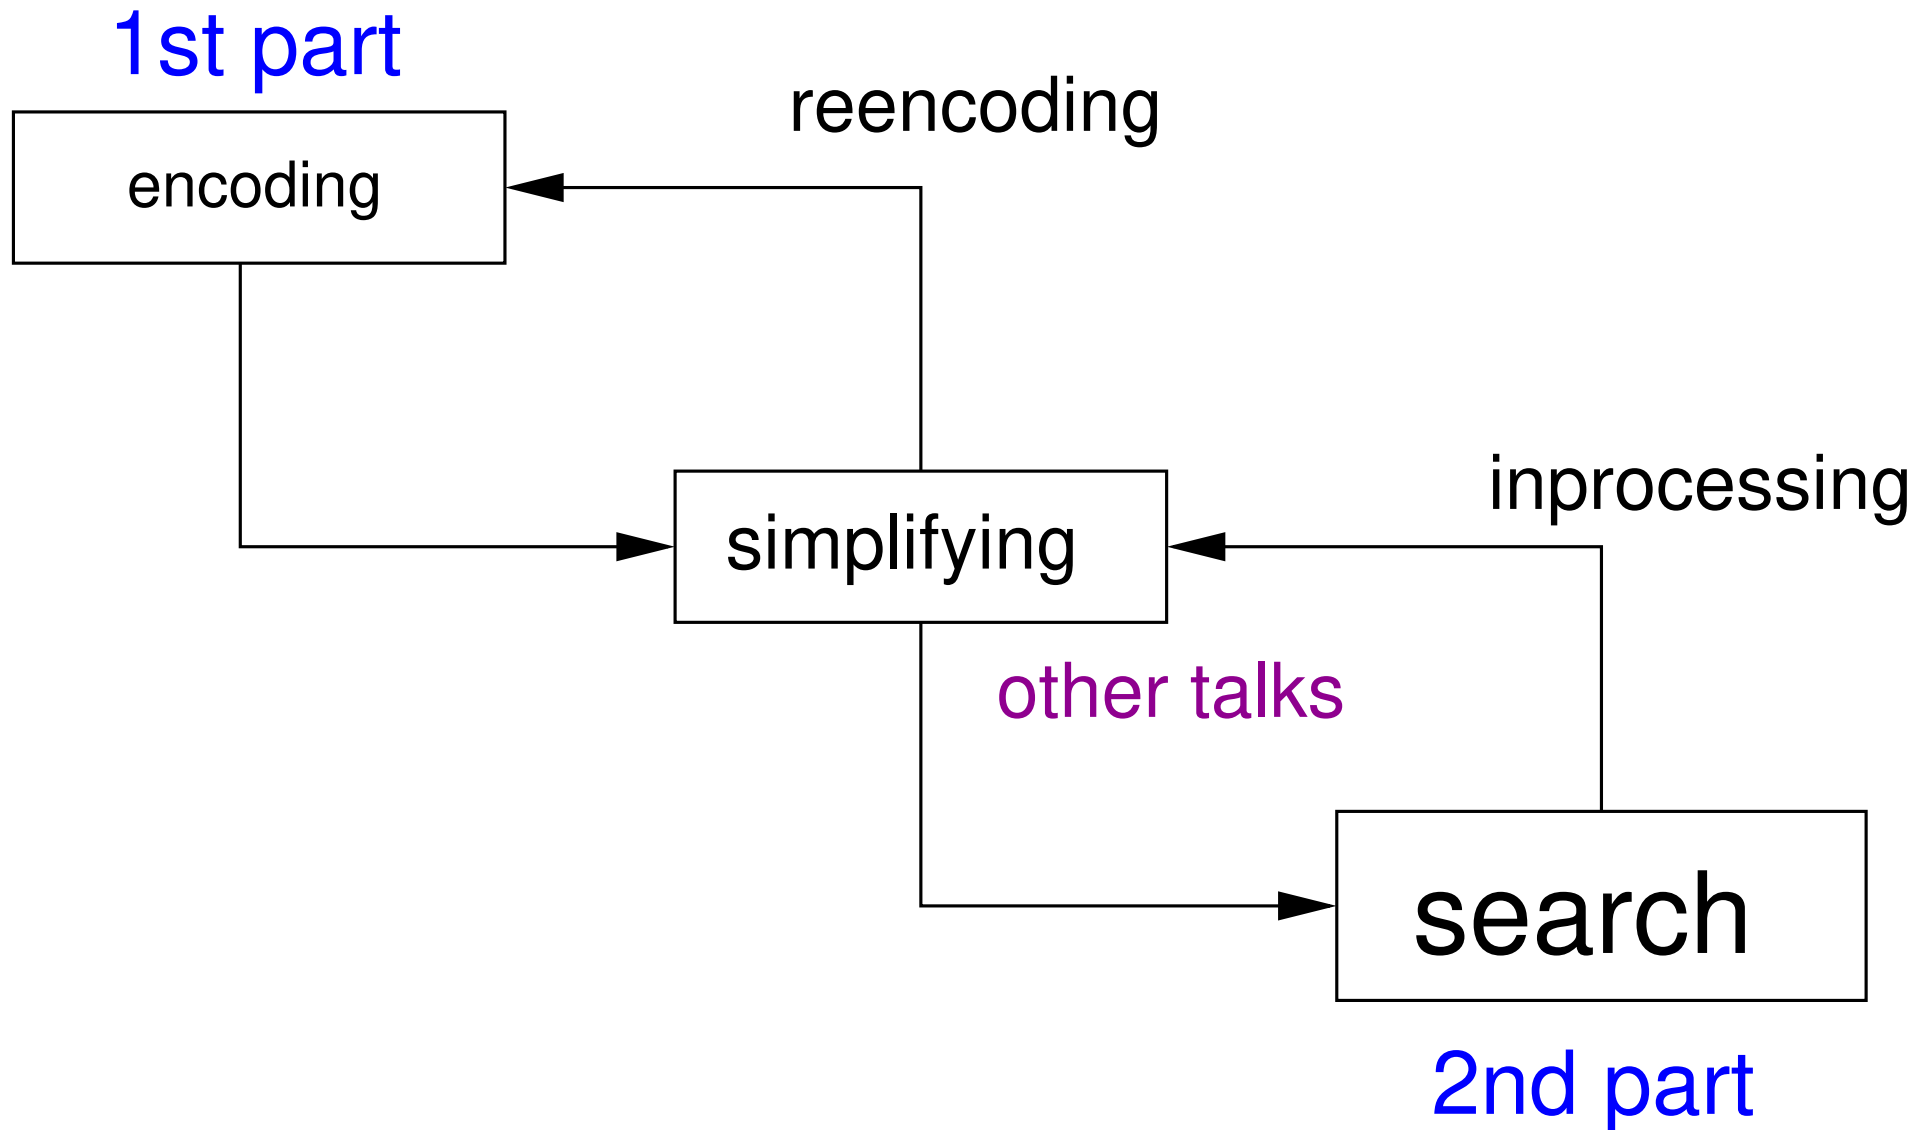 1st part
reencoding
encoding
inprocessing
simplifying
other talks
search
2nd part